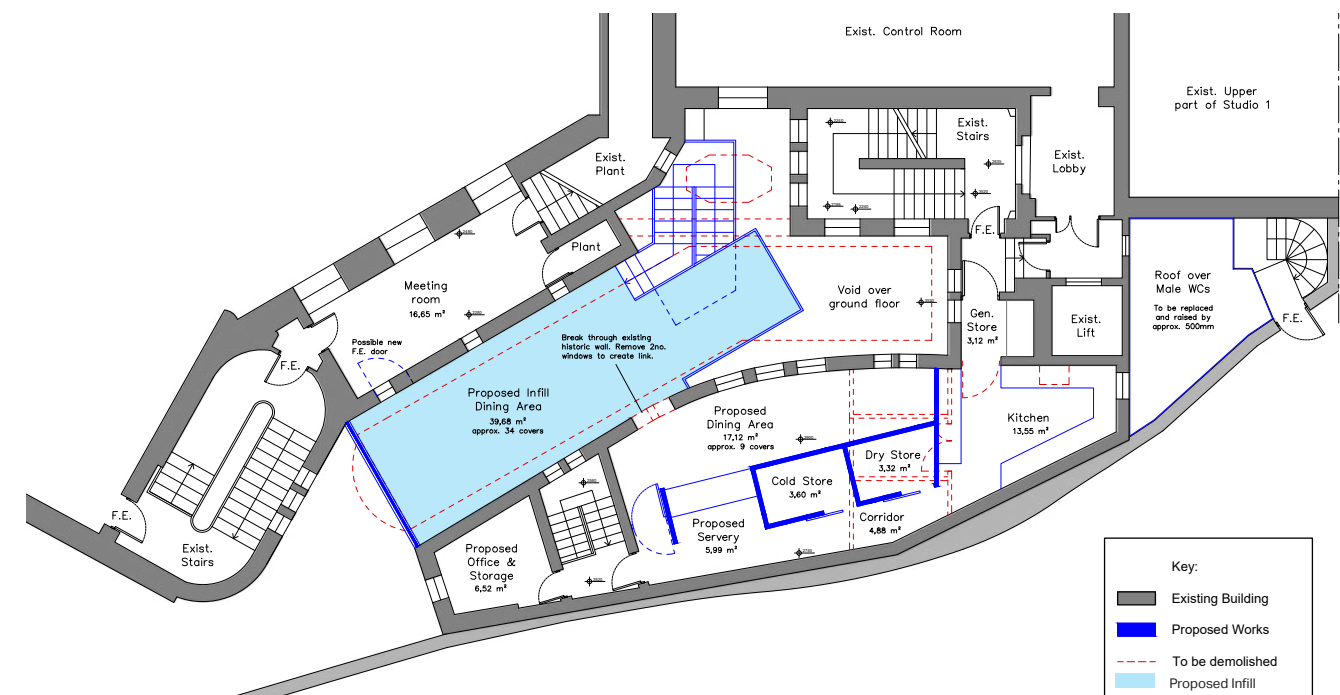 Exist. Control Room
Exist. Upper
part of Studio 1
Exist.
Stairs
Exist.
Plant
Exist.
Lobby
F.E.
Plant
Meeting
room
16,65 m²
Void over
ground floor
Roof over
Male WCs
To be replaced
and raised by
approx. 500mm
Gen.
Store
3,12 m²
Exist.
Lift
F.E.
Possible new
F.E. door
Break through existing
historic wall. Remove 2no.
windows to create link.
F.E.
Proposed Infill
Dining Area
39,68 m²
approx. 34 covers
Proposed
Dining Area
17,12 m²
approx. 9 covers
Kitchen
13,55 m²
Dry Store
3,32 m²
Cold Store
3,60 m²
Corridor
4,88 m²
Proposed
Servery
5,99 m²
F.E.
Exist.
Stairs
Proposed
Office &
Storage
6,52 m²
Key:
Existing Building
Proposed Works
To be demolished
Proposed Infill